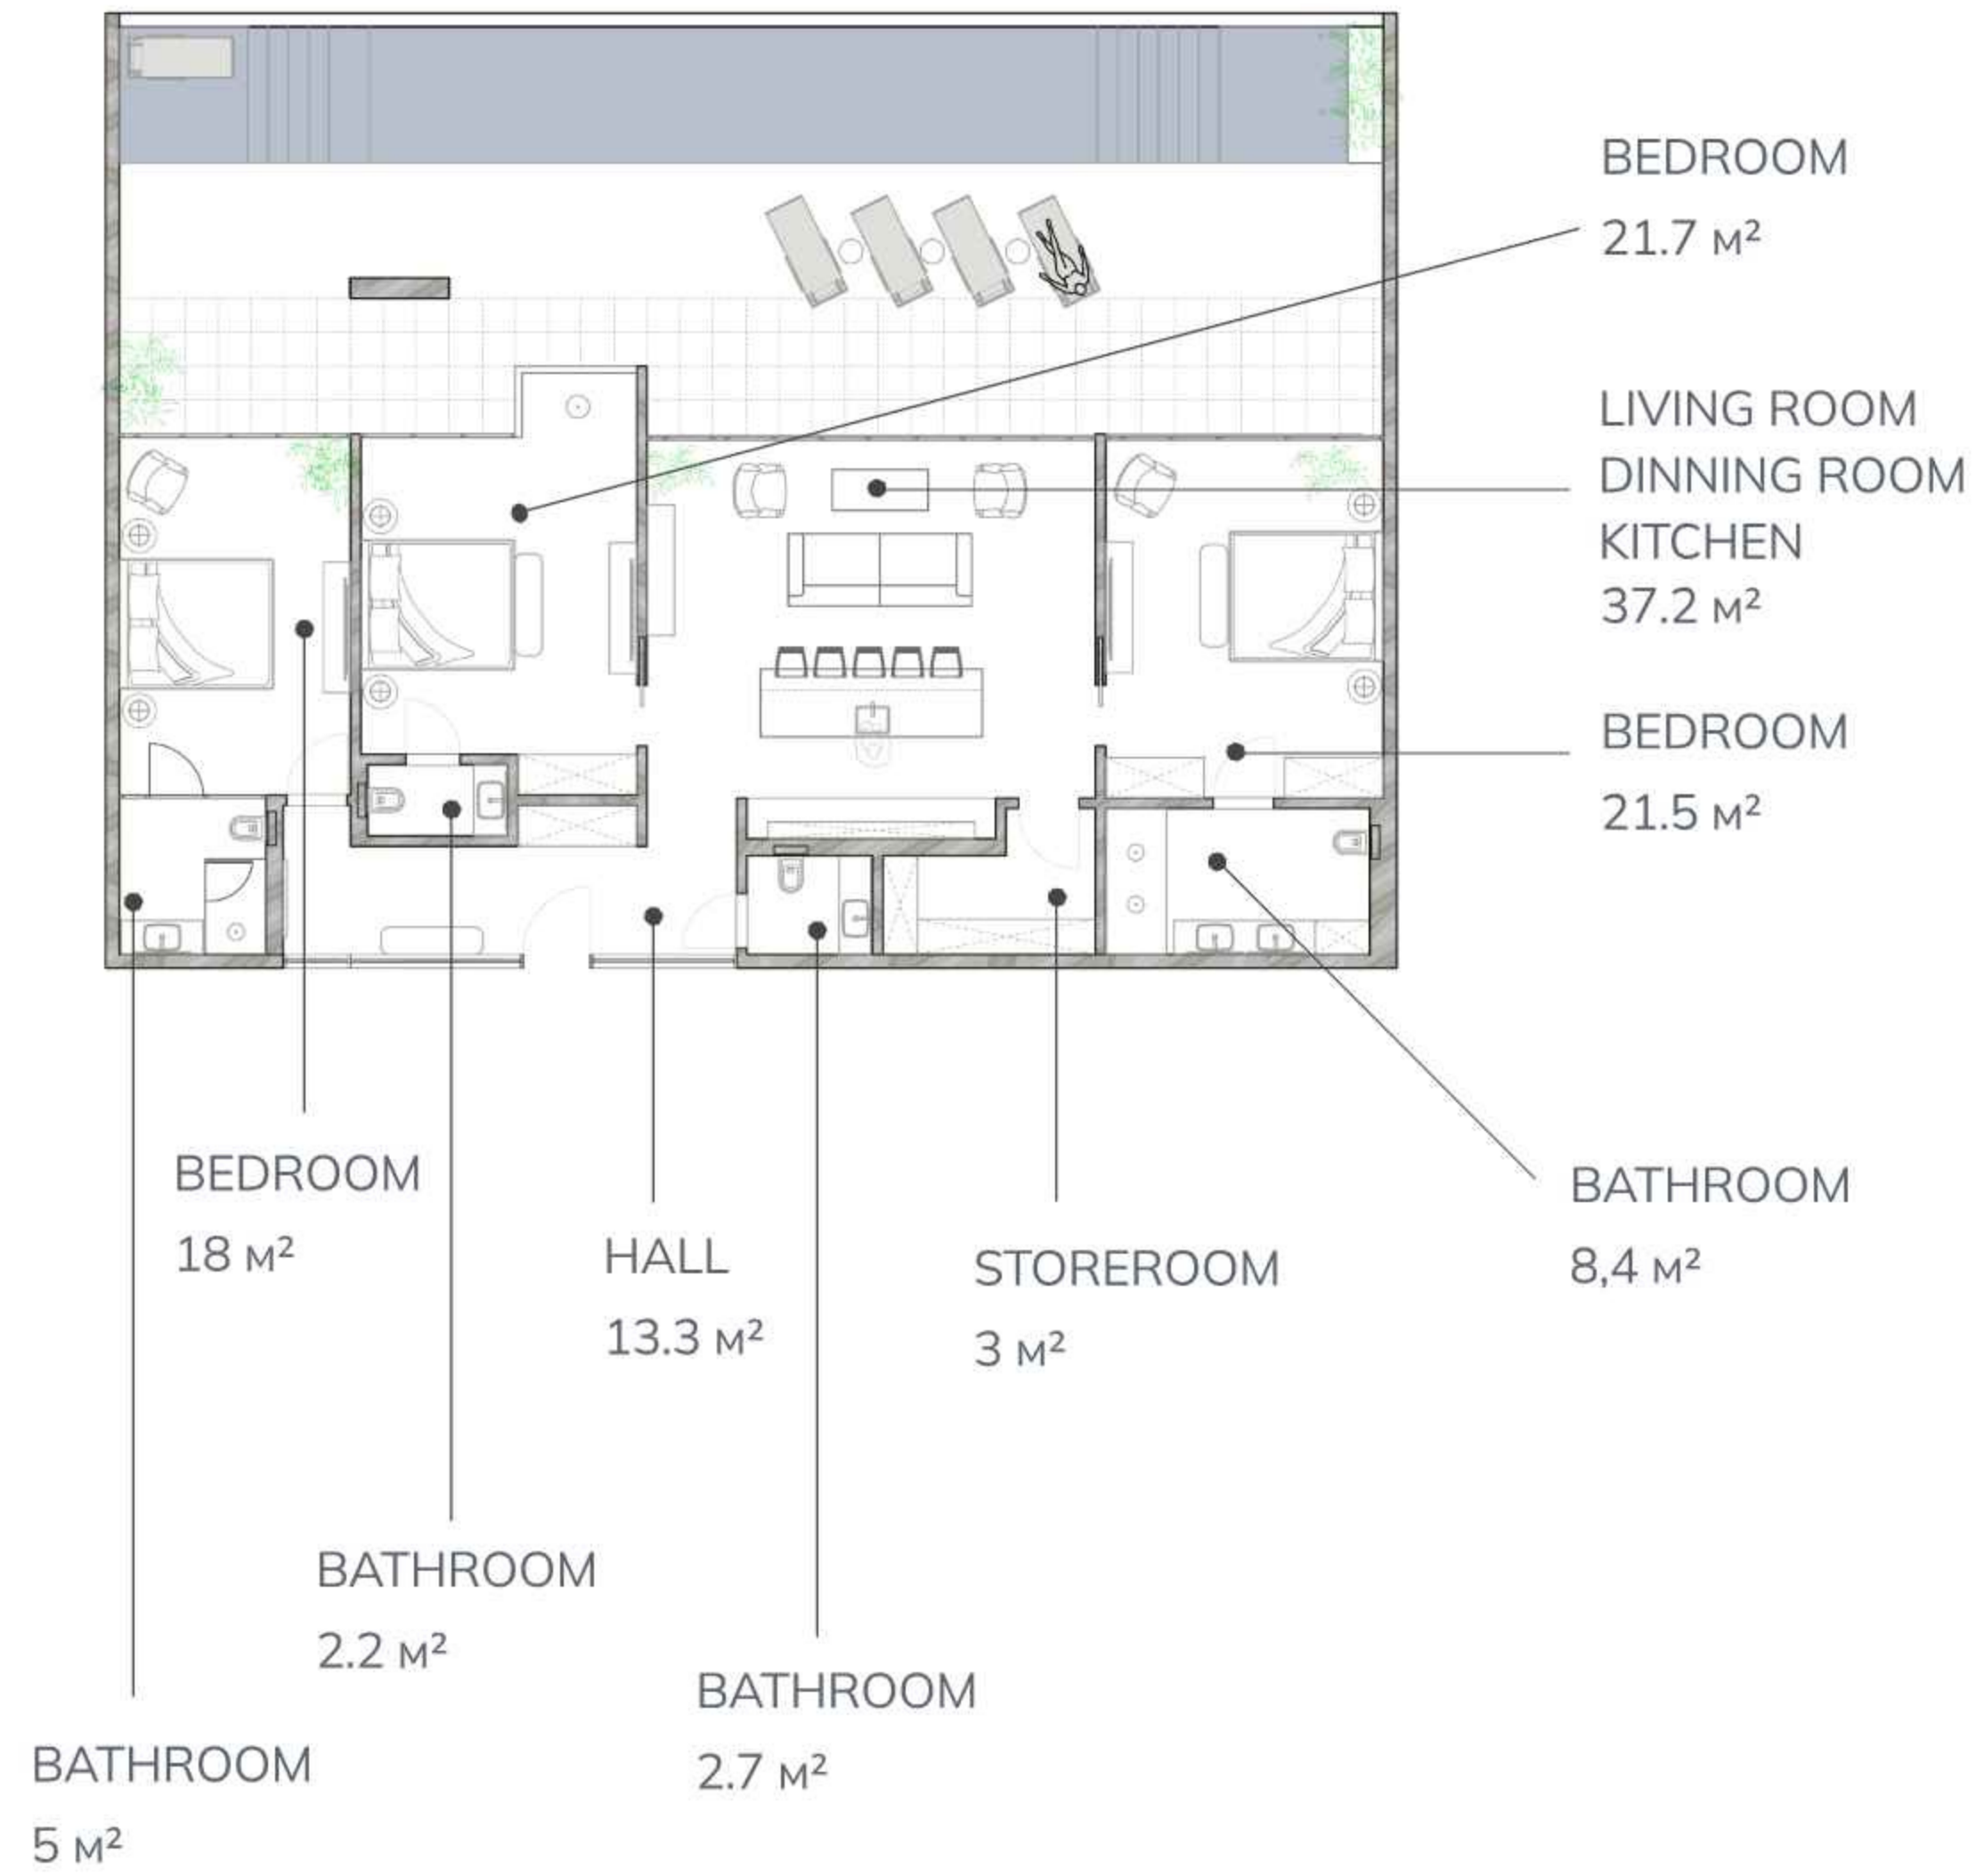 BEDROOM
21.7 м²
LIVING ROOM
DINNING ROOM
KITCHEN
37.2 м²
BEDROOM
21.5 м²
BEDROOM
18 м²
HALL
13.3 м²
STOREROOM
3 м²
BATHROOM
8,4 м²
BATHROOM
2.2 м²
BATHROOM
2.7 м²
BATHROOM
5 м²